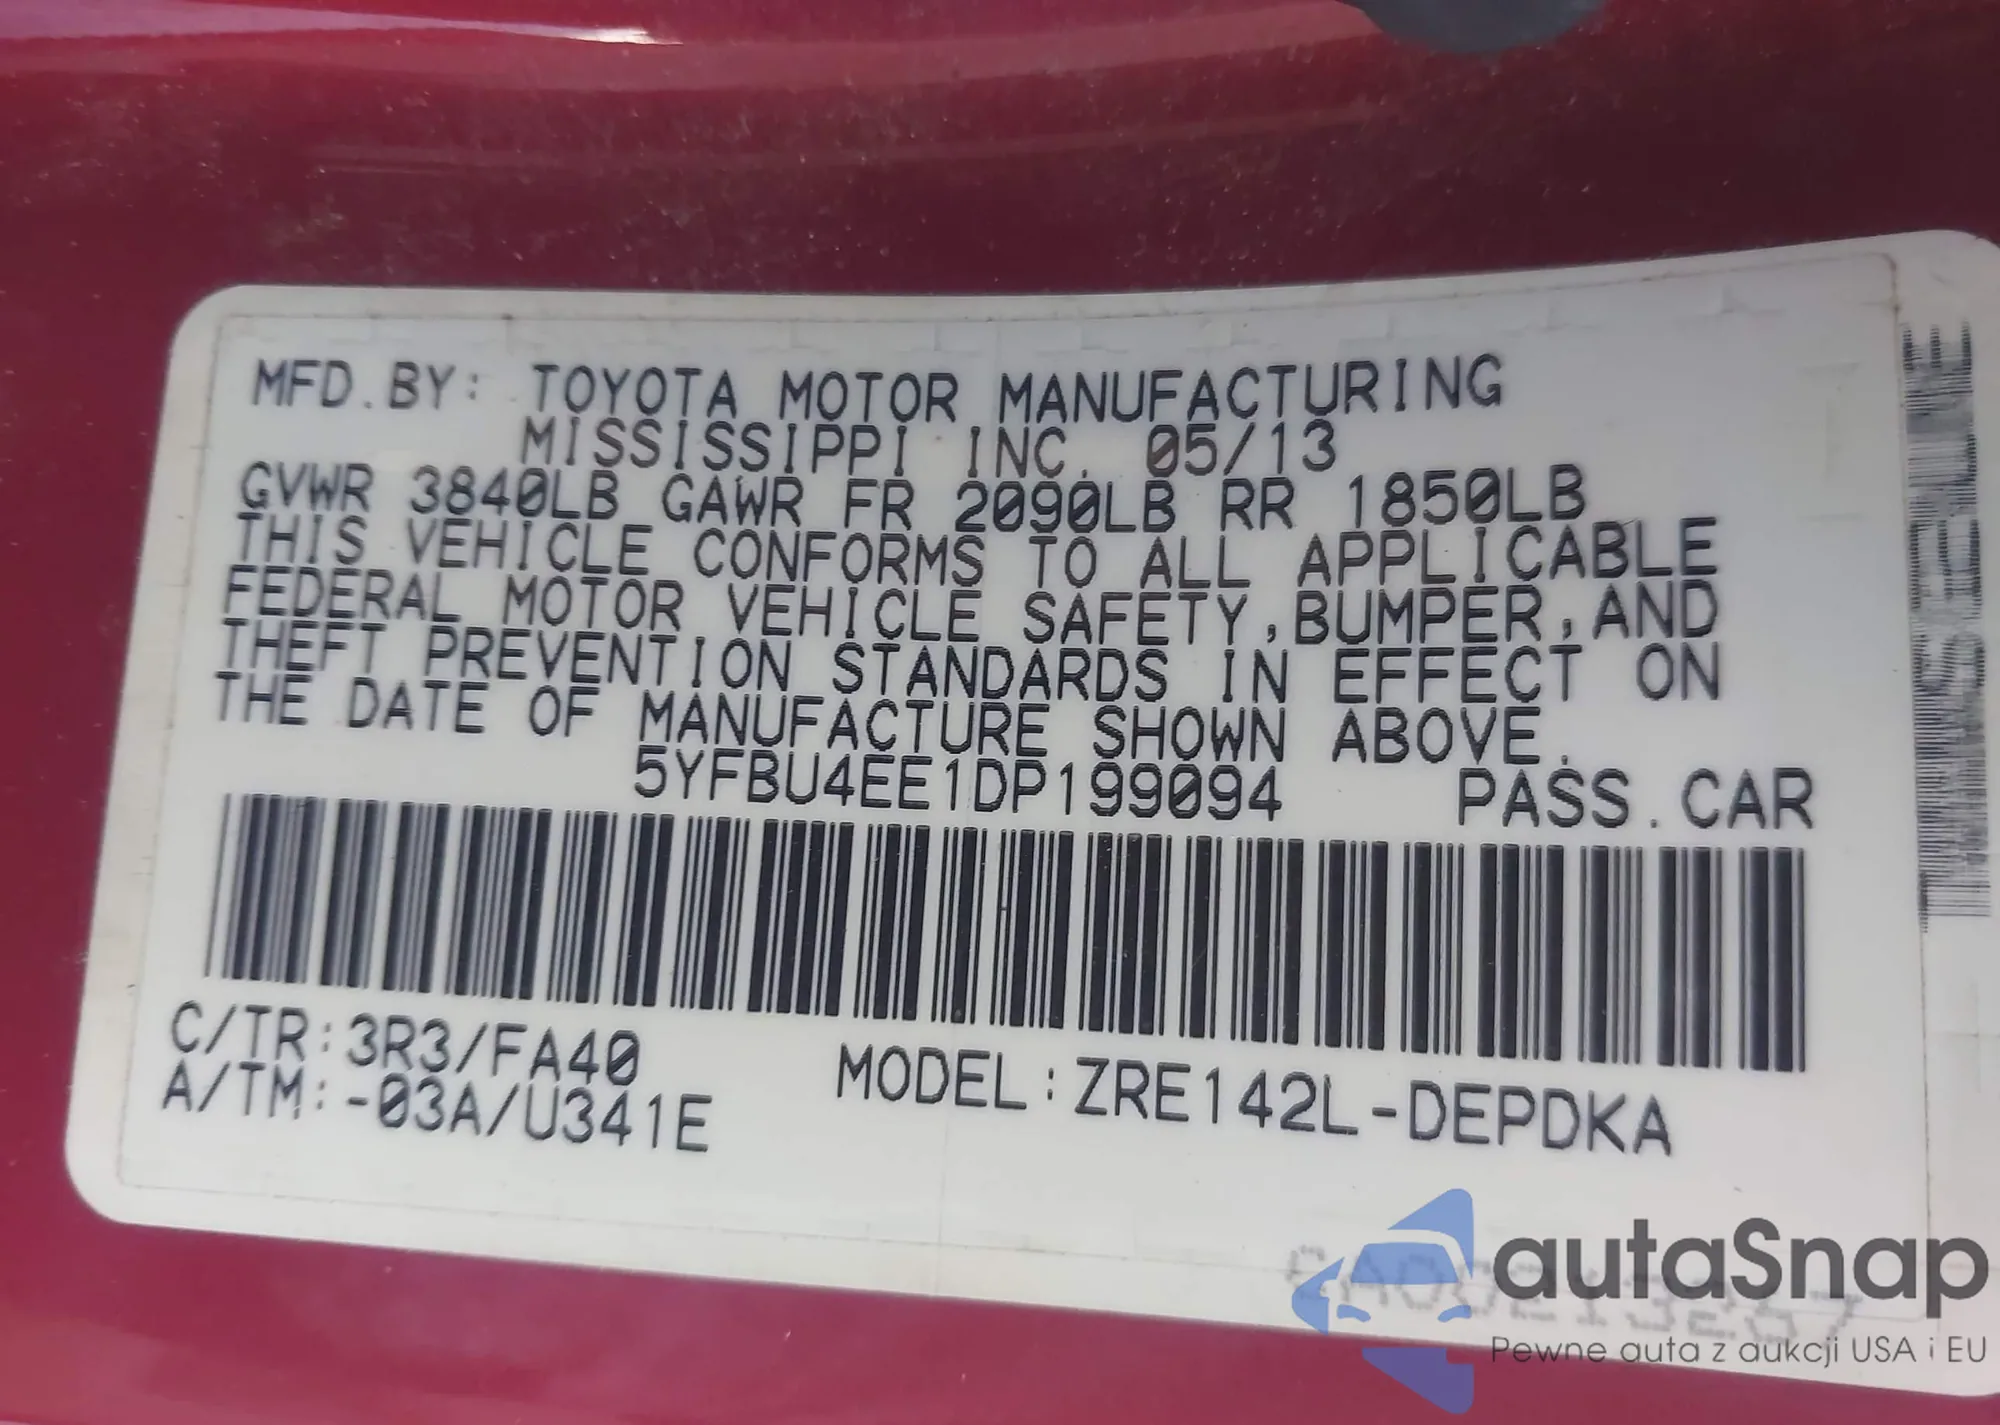 MFD.BY: TOYOTA MOTOR MANUFACTURING
MISSISSIPPI INC. 05/13
GVWR 3840LB GAWR FR 2090LB RR 1850LB
THIS VEHICLE CONFORMS TO ALL APPLICABLE
FEDERAL MOTOR VEHICLE SAFETY,BUMPER,AND
THEFT PREVENTION STANDARDS IN EFFECT ON
THE DATE OF MANUFACTURE SHOWN ABOVE.
5YFBU4EE1DP199094 PASS.CAR
C/TR:3R3/FA40
A/TM:-03A/U341E
MODEL:ZRE142L-DEPDKA
autaSnap
Pewne auta z aukcji USA i EU